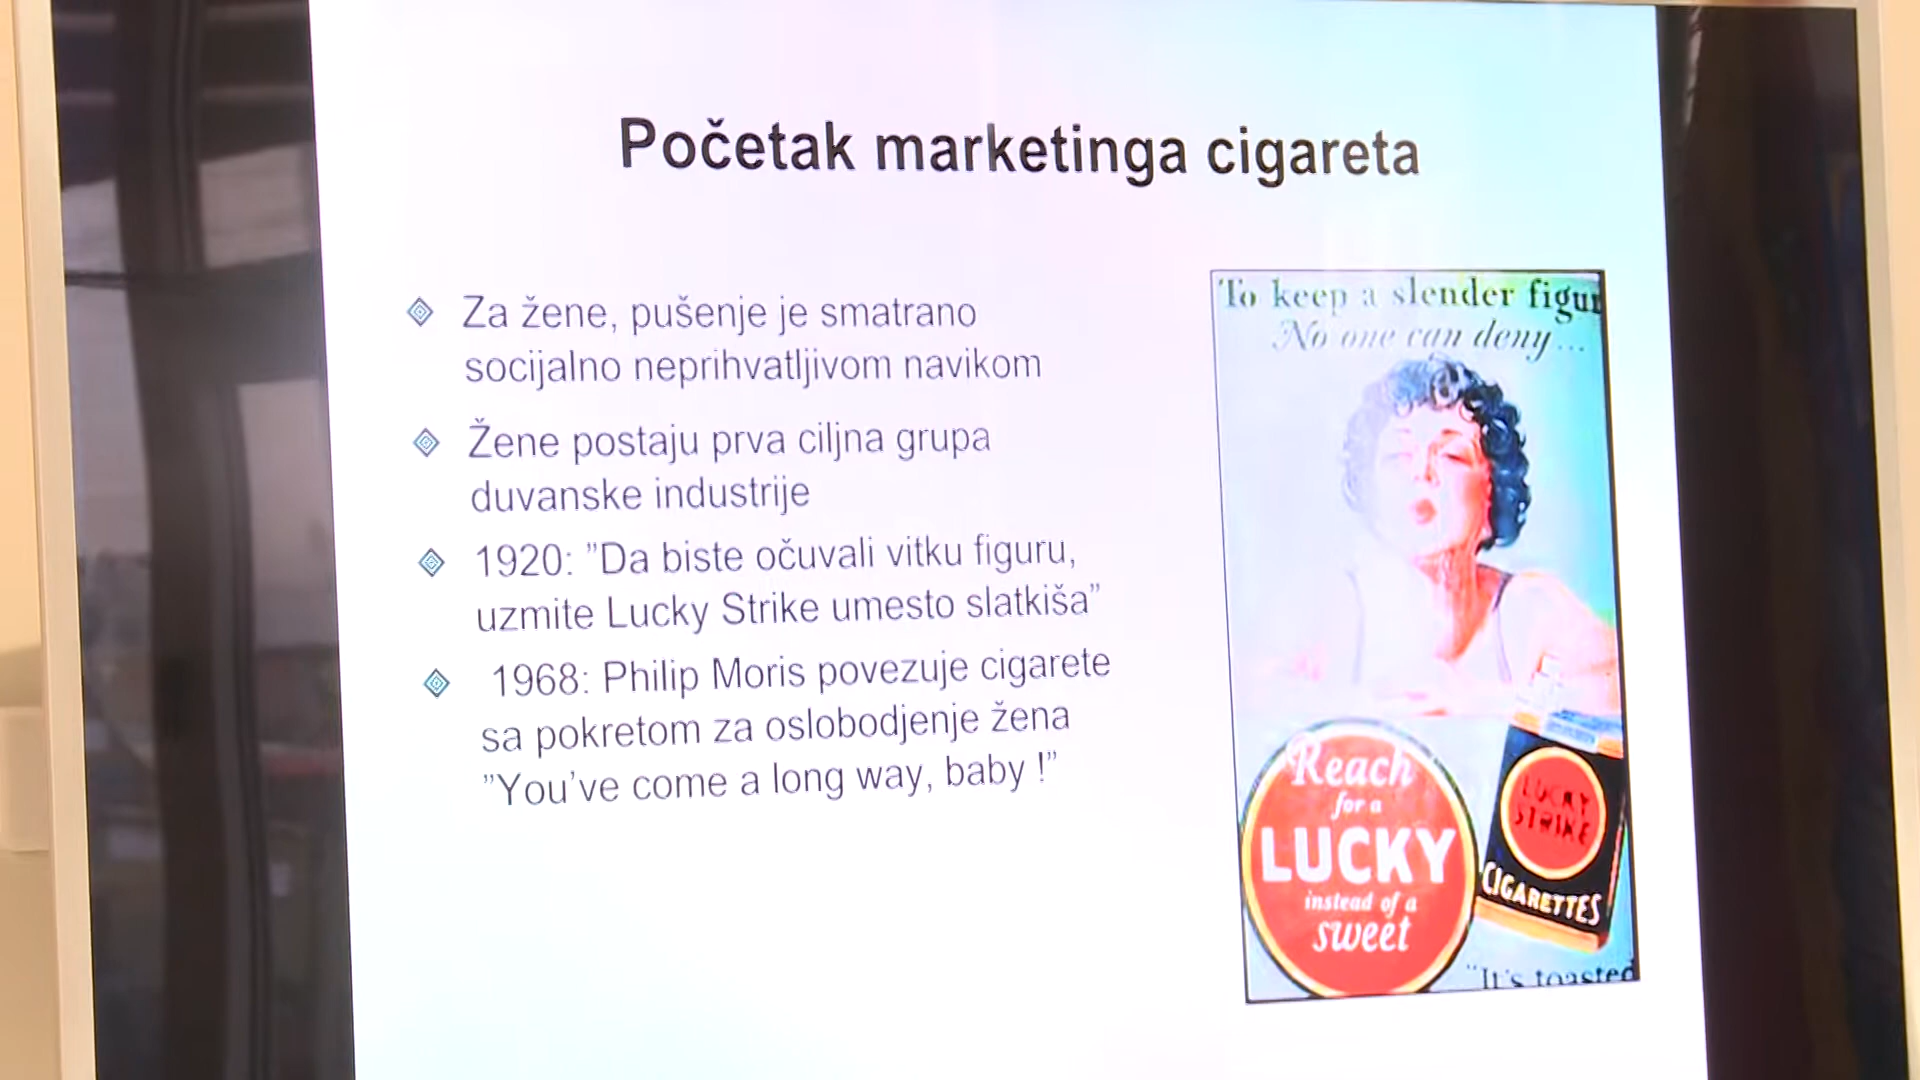 Početak marketinga cigareta
Za žene, pušenje je smatrano
socijalno neprihvatljivom navikom
Žene postaju prva ciljna grupa
duvanske industrije
1920: ”Da biste očuvali vitku figuru,
uzmite Lucky Strike umesto slatkiša”
1968: Philip Moris povezuje cigarete
sa pokretom za oslobodjenje žena
”You’ve come a long way, baby !”
To keep a slender figur
No one can deny...
Reach
for a
LUCKY
instead of a
sweet
LUCKY
STRIKE
CIGARETTES
“It's toasted